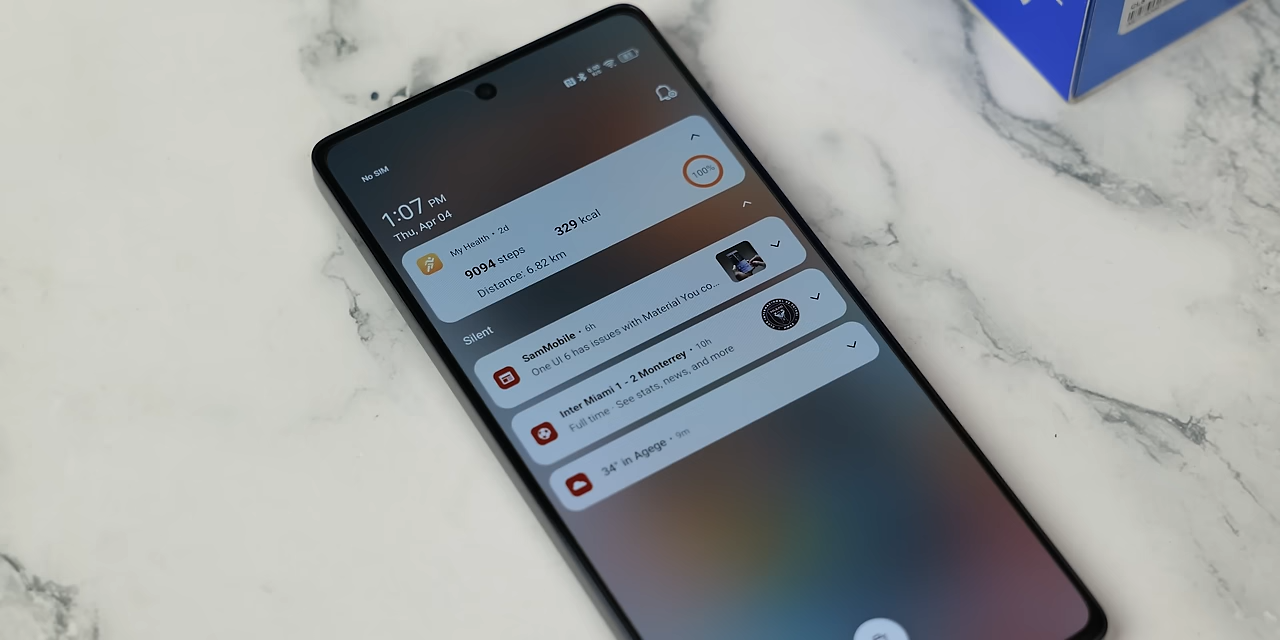 No SIM
1:07 PM
Thu, Apr 04
My Health • 2d
9094 steps
329 kcal
Distance: 6.82 km
100%
Silent
SamMobile • 6h
One UI 6 has issues with Material You co...
Inter Miami 1 - 2 Monterrey • 10h
Full time · See stats, news, and more
34° in Agege • 9m